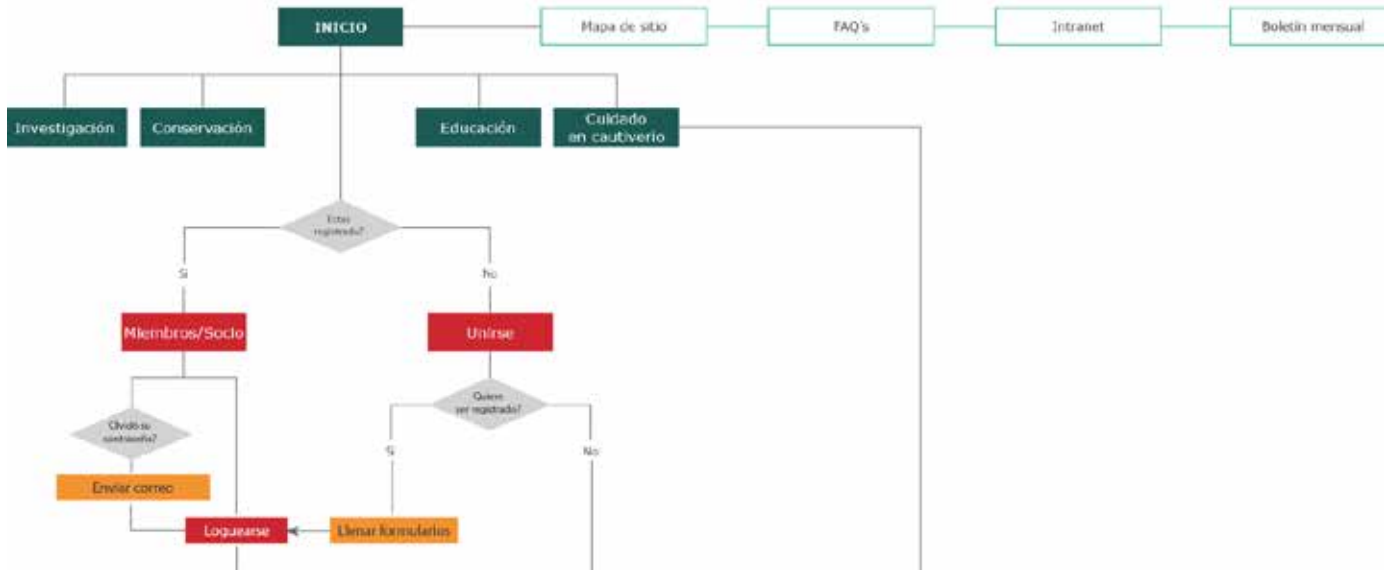 INICIO
Mapa de sitio
FAQ's
Intranet
Boletín mensual
Investigación
Conservación
Educación
Cuidado
en cautiverio
Estas
registrado?
Si
No
Miembros/Socio
Unirse
Quiere
ser registrado?
Olvidó su
contraseña?
Si
No
Enviar correo
Loguearse
Llenar formularios